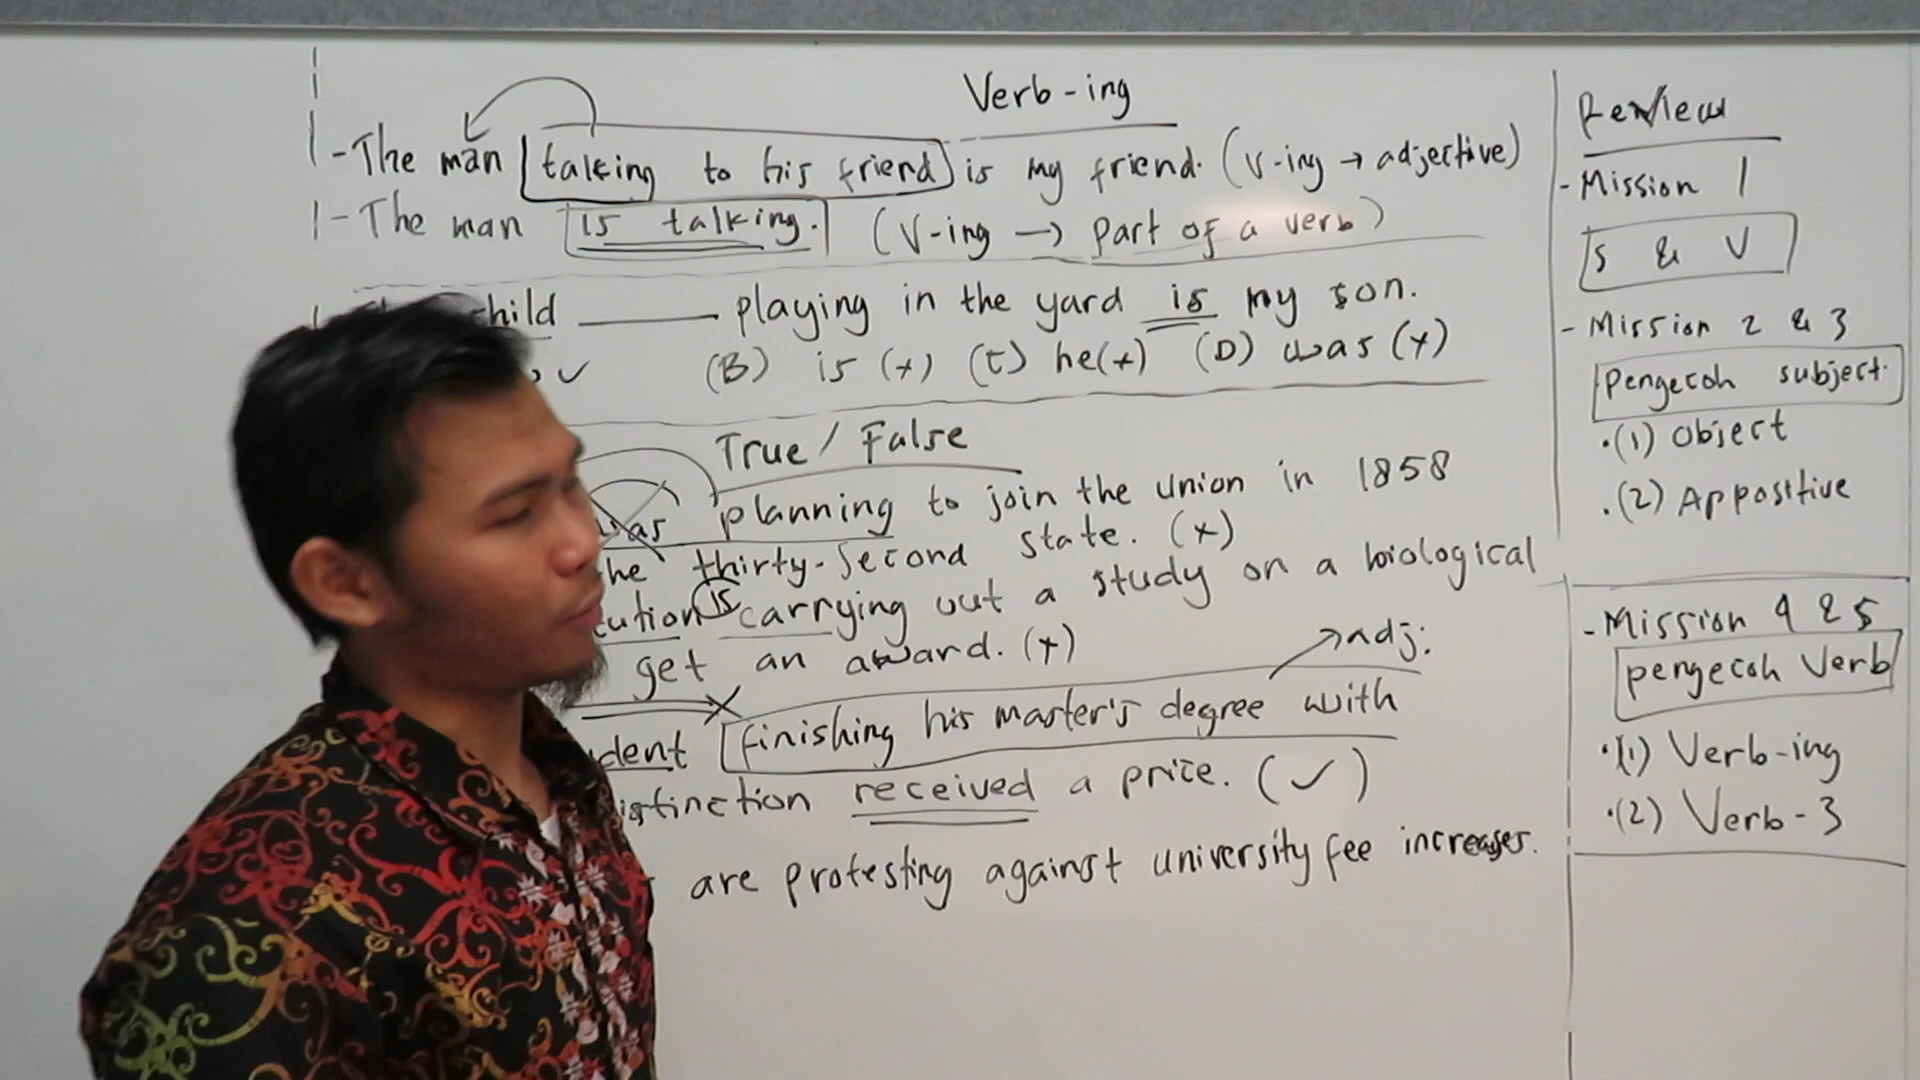 Verb-ing
-The man talking to his friend is my friend. (V-ing → adjective)
-The man is talking. (V-ing → part of a verb)
child ______ playing in the yard is my son.
✓ (B) is (x) (C) he(x) (D) was (x)
True / False
was planning to join the union in 1858
the thirty-second state. (x)
is carrying out a study on a biological
get an award. (x)
→adj.
finishing his master's degree with
received a price. (✓)
are protesting against university fee increases.
Review
- Mission 1
S & V
- Mission 2 & 3
Pengecoh subject.
.(1) Object
.(2) Appositive
- Mission 4 & 5
pengecoh Verb
.(1) Verb-ing
.(2) Verb-3